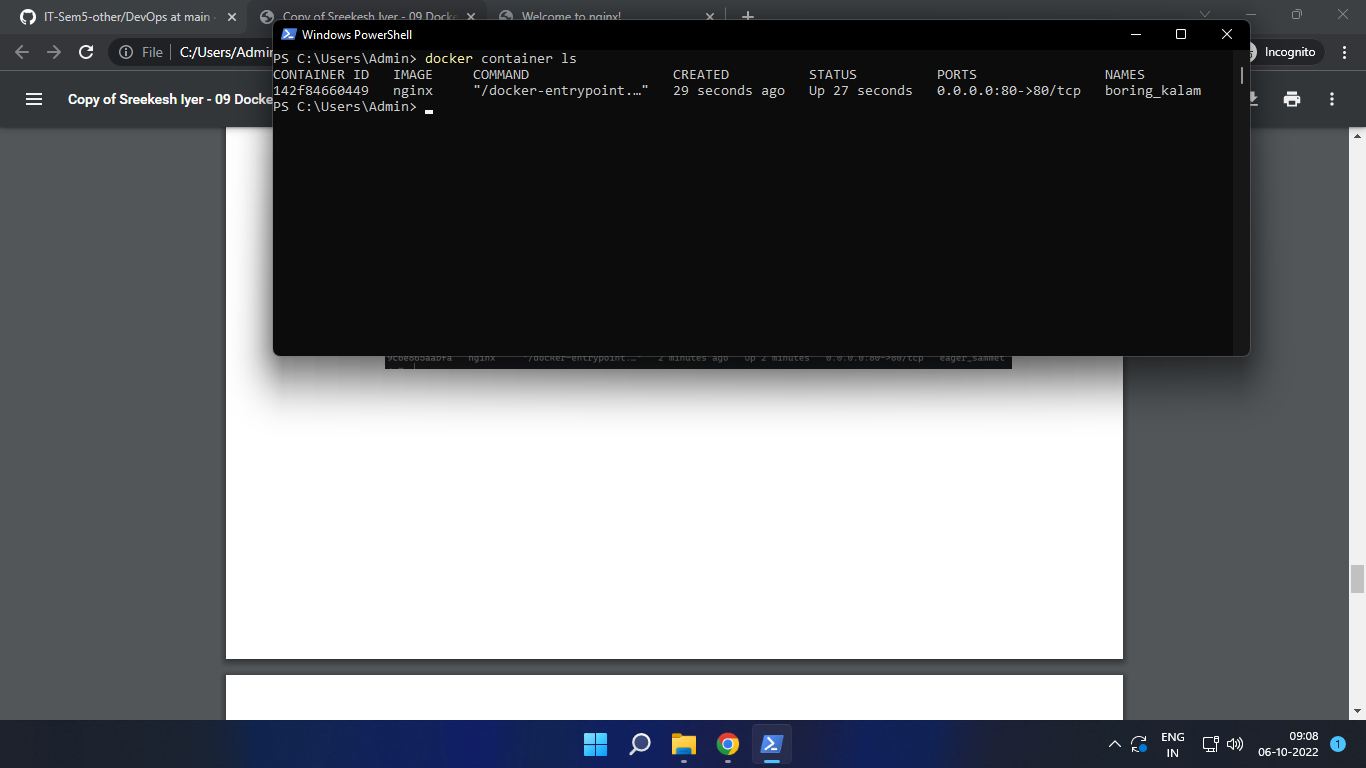 IT-Sem5-other/DevOps at main
Copy of Sreekesh Iyer - 09 Docke
Welcome to nginx!
File
C:/Users/Admin
Incognito
Copy of Sreekesh Iyer - 09 Docke
Windows PowerShell
PS C:\Users\Admin> docker container ls
CONTAINER ID IMAGE COMMAND CREATED STATUS PORTS NAMES
142f84660449 nginx "/docker-entrypoint.…" 29 seconds ago Up 27 seconds 0.0.0.0:80->80/tcp boring_kalam
PS C:\Users\Admin>
nginx "/docker-entrypoint.…" 2 minutes ago Up 2 minutes 0.0.0.0:80->80/tcp eager_sammet
ENG
IN
09:08
06-10-2022
1